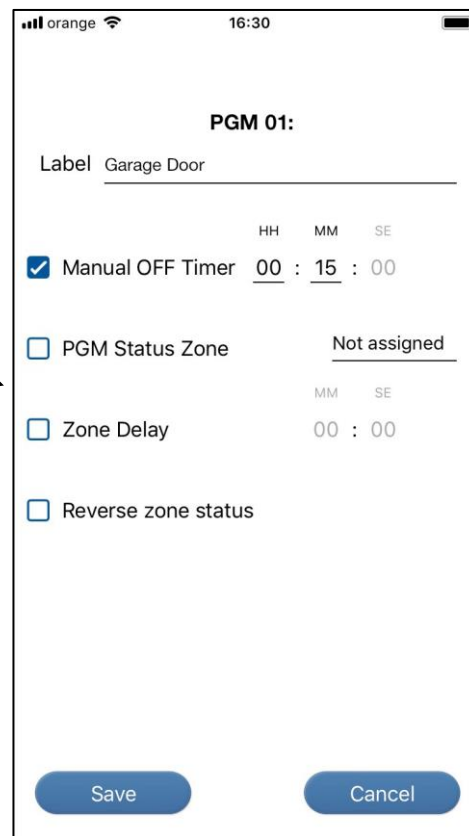 orange 16:30
PGM 01:
Label Garage Door
HH MM SE
Manual OFF Timer 00 : 15 : 00
PGM Status Zone Not assigned
MM SE
Zone Delay 00 : 00
Reverse zone status
Save Cancel